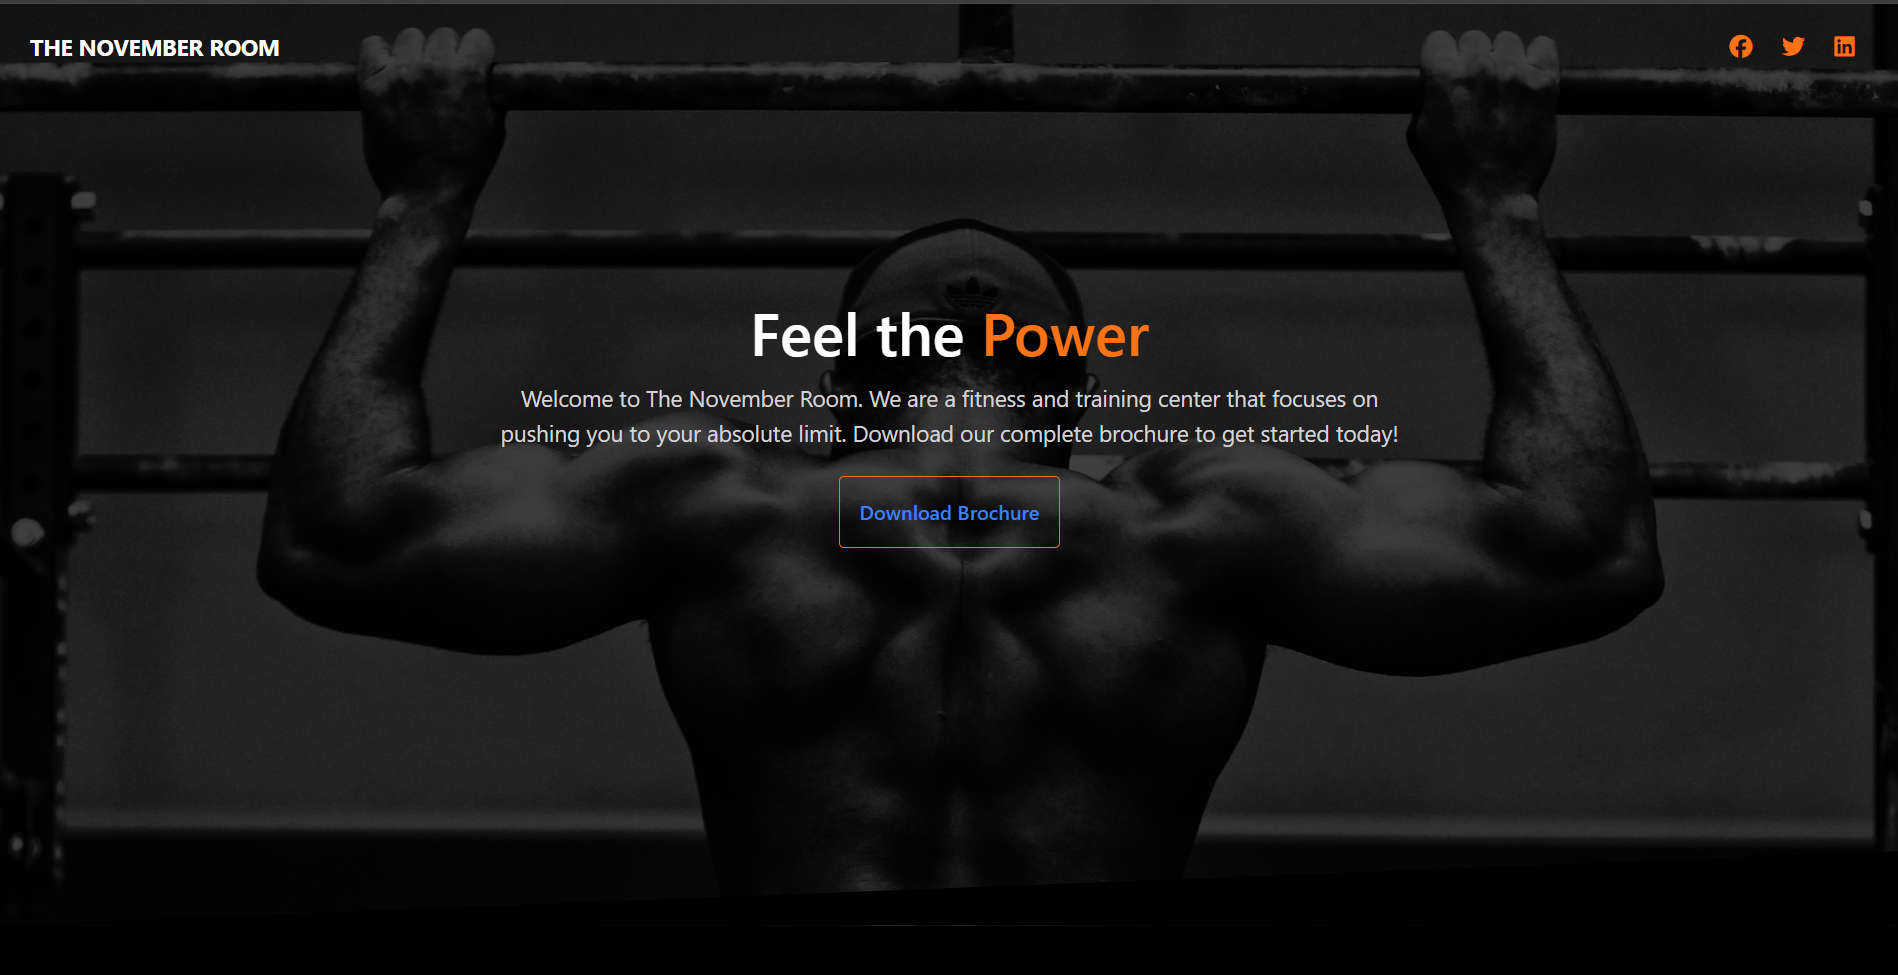 THE NOVEMBER ROOM
Feel the Power
Welcome to The November Room. We are a fitness and training center that focuses on
pushing you to your absolute limit. Download our complete brochure to get started today!
Download Brochure